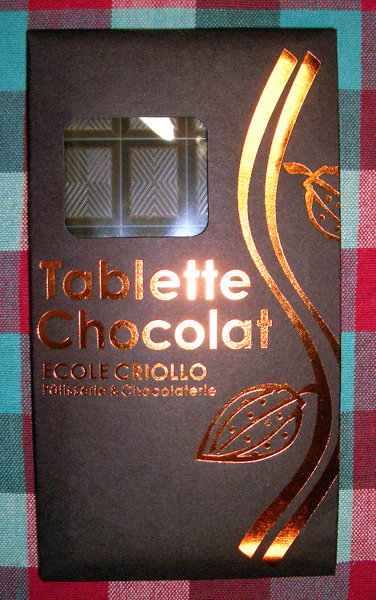 Tablette
Chocolat
ECOLE CRIOLLO
Pâtisserie & Chocolaterie